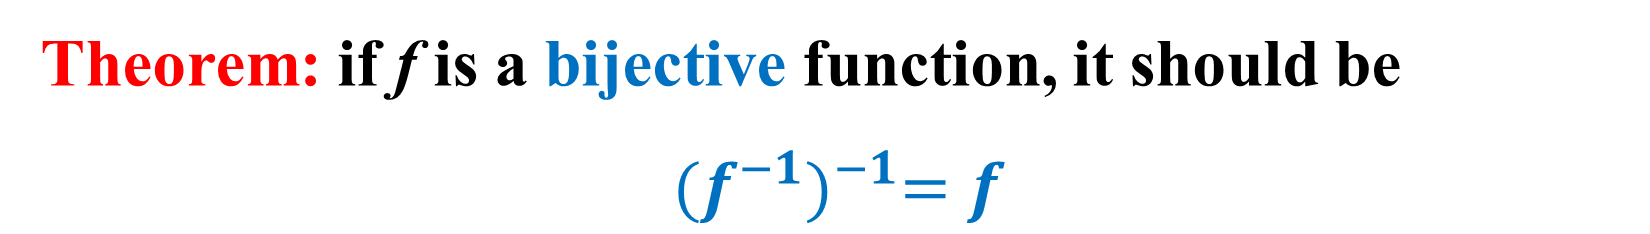 Theorem: if f is a bijective function, it should be
(f⁻¹)⁻¹= f